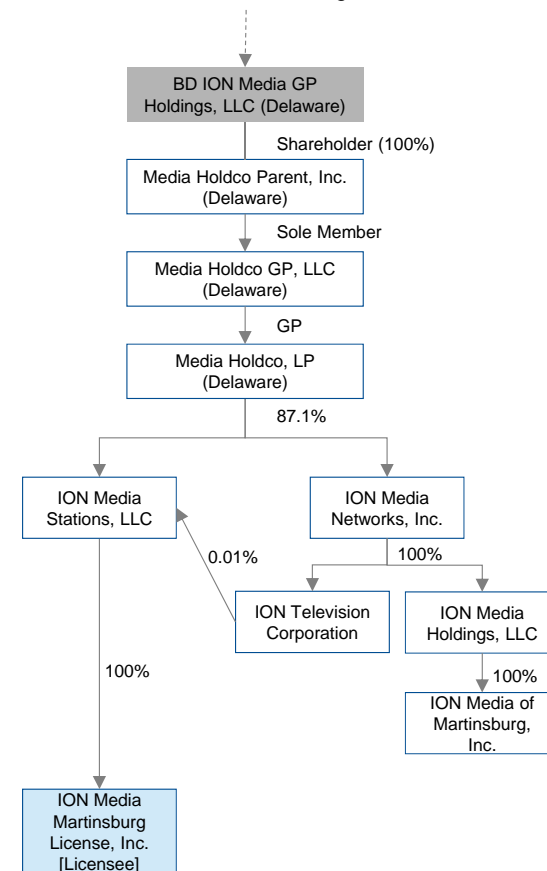 BD ION Media GP
Holdings, LLC (Delaware)
Shareholder (100%)
Media Holdco Parent, Inc.
(Delaware)
Sole Member
Media Holdco GP, LLC
(Delaware)
GP
Media Holdco, LP
(Delaware)
87.1%
ION Media
Stations, LLC
ION Media
Networks, Inc.
0.01%
100%
ION Television
Corporation
ION Media
Holdings, LLC
100%
100%
ION Media of
Martinsburg,
Inc.
ION Media
Martinsburg
License, Inc.
[Licensee]